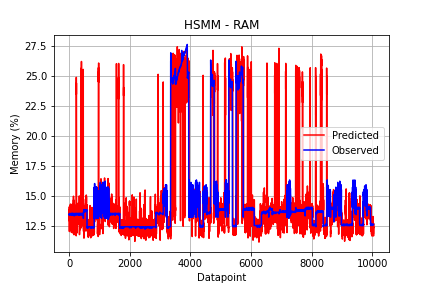 HSMM - RAM
27.5
25.0
22.5
20.0
17.5
15.0
12.5
Memory (%)
Predicted
Observed
0
2000
4000
6000
8000
10000
Datapoint